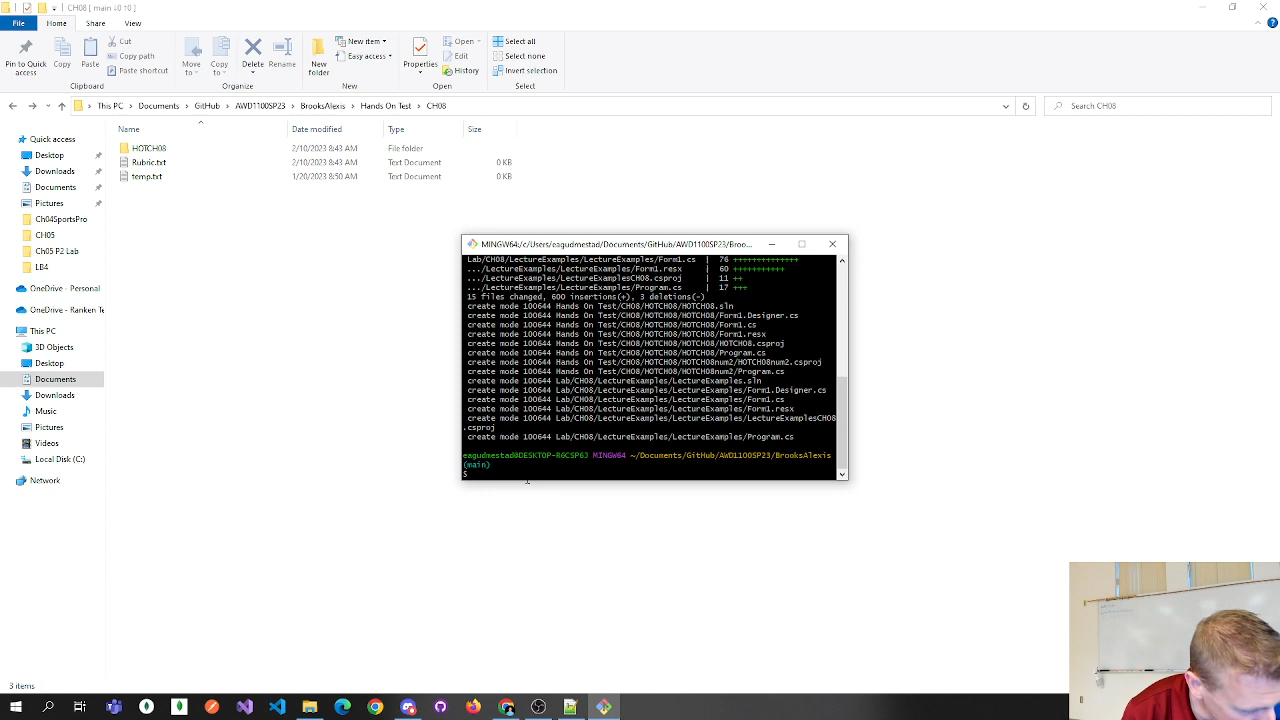 CH08 [ main ↓0 ↑0 ]
File
Home
Share
View
Pin to Quick access
Copy
Paste
Cut
Copy path
Paste shortcut
Clipboard
Move to
Copy to
Delete
Rename
Organize
New folder
New item
Easy access
New
Properties
Open
Edit
History
Open
Select all
Select none
Invert selection
Select
This PC > Documents > GitHub > AWD1100SP23 > BrooksAlexis > Hands On Test > CH08
Search CH08
Name Date modified Type Size
HOTCH08 2/10/2023 8:43 AM File folder
Rubric.txt 2/10/2023 8:43 AM Text Document 0 KB
temp.txt 1/20/2023 8:50 AM Text Document 0 KB
Quick access
Desktop
Downloads
Documents
Pictures
Ch04SportsPro
CH05
Ch05 P2 Lab
LB4
OneDrive - Personal
OneDrive - Ranken Te
This PC
3D Objects
Desktop
Documents
Downloads
Music
Pictures
Videos
Local Disk (C:)
Network
MINGW64:/c/Users/eagudmestad/Documents/GitHub/AWD1100SP23/Broo...
Lab/CH08/LectureExamples/LectureExamples/Form1.cs | 76 ++++++++++++++
.../LectureExamples/LectureExamples/Form1.resx | 60 +++++++++++
.../LectureExamples/LectureExamplesCH08.csproj | 11 ++
.../LectureExamples/LectureExamples/Program.cs | 17 +++
15 files changed, 600 insertions(+), 3 deletions(-)
create mode 100644 Hands On Test/CH08/HOTCH08/HOTCH08.sln
create mode 100644 Hands On Test/CH08/HOTCH08/HOTCH08/Form1.Designer.cs
create mode 100644 Hands On Test/CH08/HOTCH08/HOTCH08/Form1.cs
create mode 100644 Hands On Test/CH08/HOTCH08/HOTCH08/Form1.resx
create mode 100644 Hands On Test/CH08/HOTCH08/HOTCH08/HOTCH08.csproj
create mode 100644 Hands On Test/CH08/HOTCH08/HOTCH08/Program.cs
create mode 100644 Hands On Test/CH08/HOTCH08/HOTCH08num2/HOTCH08num2.csproj
create mode 100644 Hands On Test/CH08/HOTCH08/HOTCH08num2/Program.cs
create mode 100644 Lab/CH08/LectureExamples/LectureExamples.sln
create mode 100644 Lab/CH08/LectureExamples/LectureExamples/Form1.Designer.cs
create mode 100644 Lab/CH08/LectureExamples/LectureExamples/Form1.cs
create mode 100644 Lab/CH08/LectureExamples/LectureExamples/Form1.resx
create mode 100644 Lab/CH08/LectureExamples/LectureExamples/LectureExamplesCH08
.csproj
create mode 100644 Lab/CH08/LectureExamples/LectureExamples/Program.cs
eagudmestad@DESKTOP-R6CSP6J MINGW64 ~/Documents/GitHub/AWD1100SP23/BrooksAlexis
(main)
$
3 items